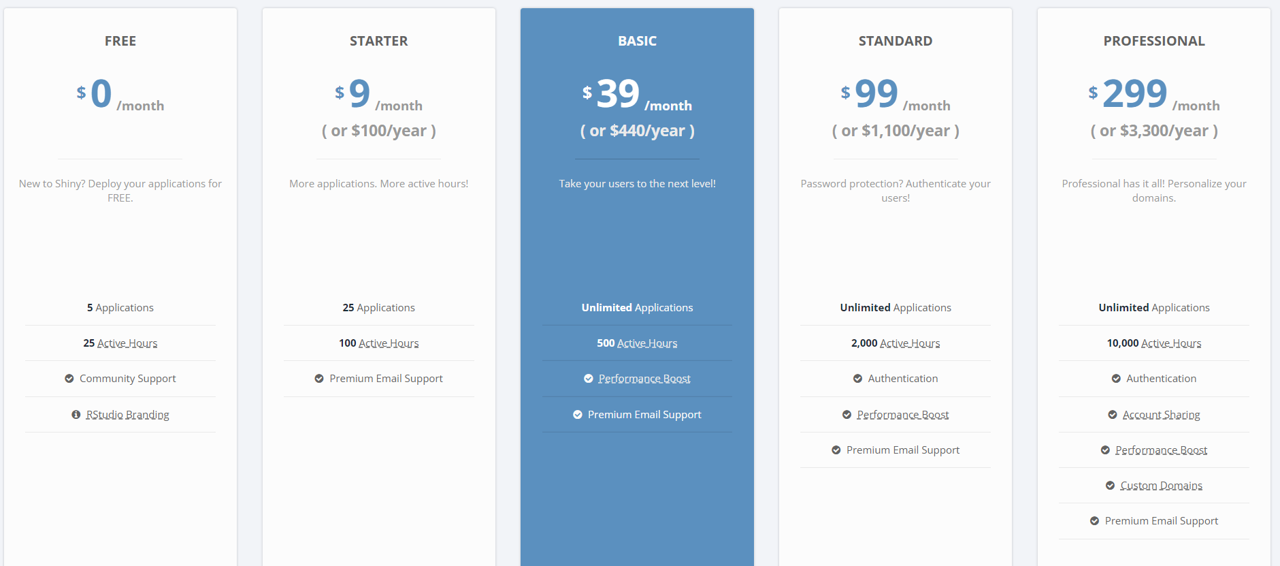 FREE
$ 0 /month
New to Shiny? Deploy your applications for
FREE.
5 Applications
25 Active Hours
Community Support
RStudio Branding
STARTER
$ 9 /month
( or $100/year )
More applications. More active hours!
25 Applications
100 Active Hours
Premium Email Support
BASIC
$ 39 /month
( or $440/year )
Take your users to the next level!
Unlimited Applications
500 Active Hours
Performance Boost
Premium Email Support
STANDARD
$ 99 /month
( or $1,100/year )
Password protection? Authenticate your
users!
Unlimited Applications
2,000 Active Hours
Authentication
Performance Boost
Premium Email Support
PROFESSIONAL
$ 299 /month
( or $3,300/year )
Professional has it all! Personalize your
domains.
Unlimited Applications
10,000 Active Hours
Authentication
Account Sharing
Performance Boost
Custom Domains
Premium Email Support